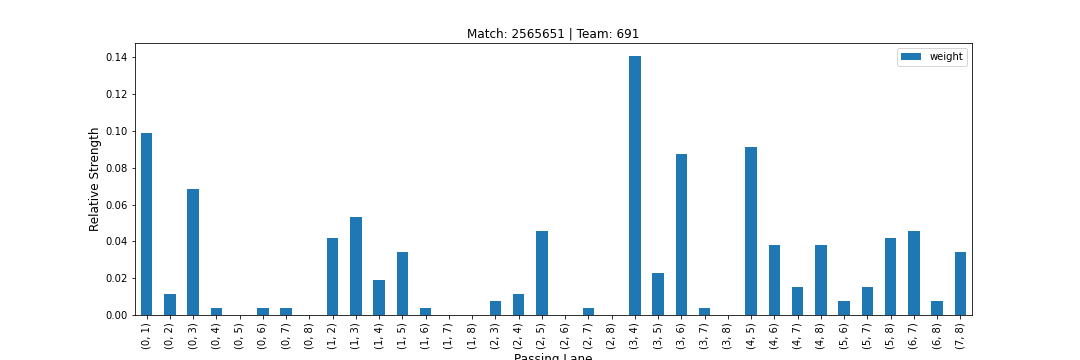 Match: 2565651 | Team: 691
weight
Relative Strength
0.14
0.12
0.10
0.08
0.06
0.04
0.02
0.00
(0, 1) (0, 2) (0, 3) (0, 4) (0, 5) (0, 6) (0, 7) (0, 8) (1, 2) (1, 3) (1, 4) (1, 5) (1, 6) (1, 7) (1, 8) (2, 3) (2, 4) (2, 5) (2, 6) (2, 7) (2, 8) (3, 4) (3, 5) (3, 6) (3, 7) (3, 8) (4, 5) (4, 6) (4, 7) (4, 8) (5, 6) (5, 7) (5, 8) (6, 7) (6, 8) (7, 8)
Passing Lane